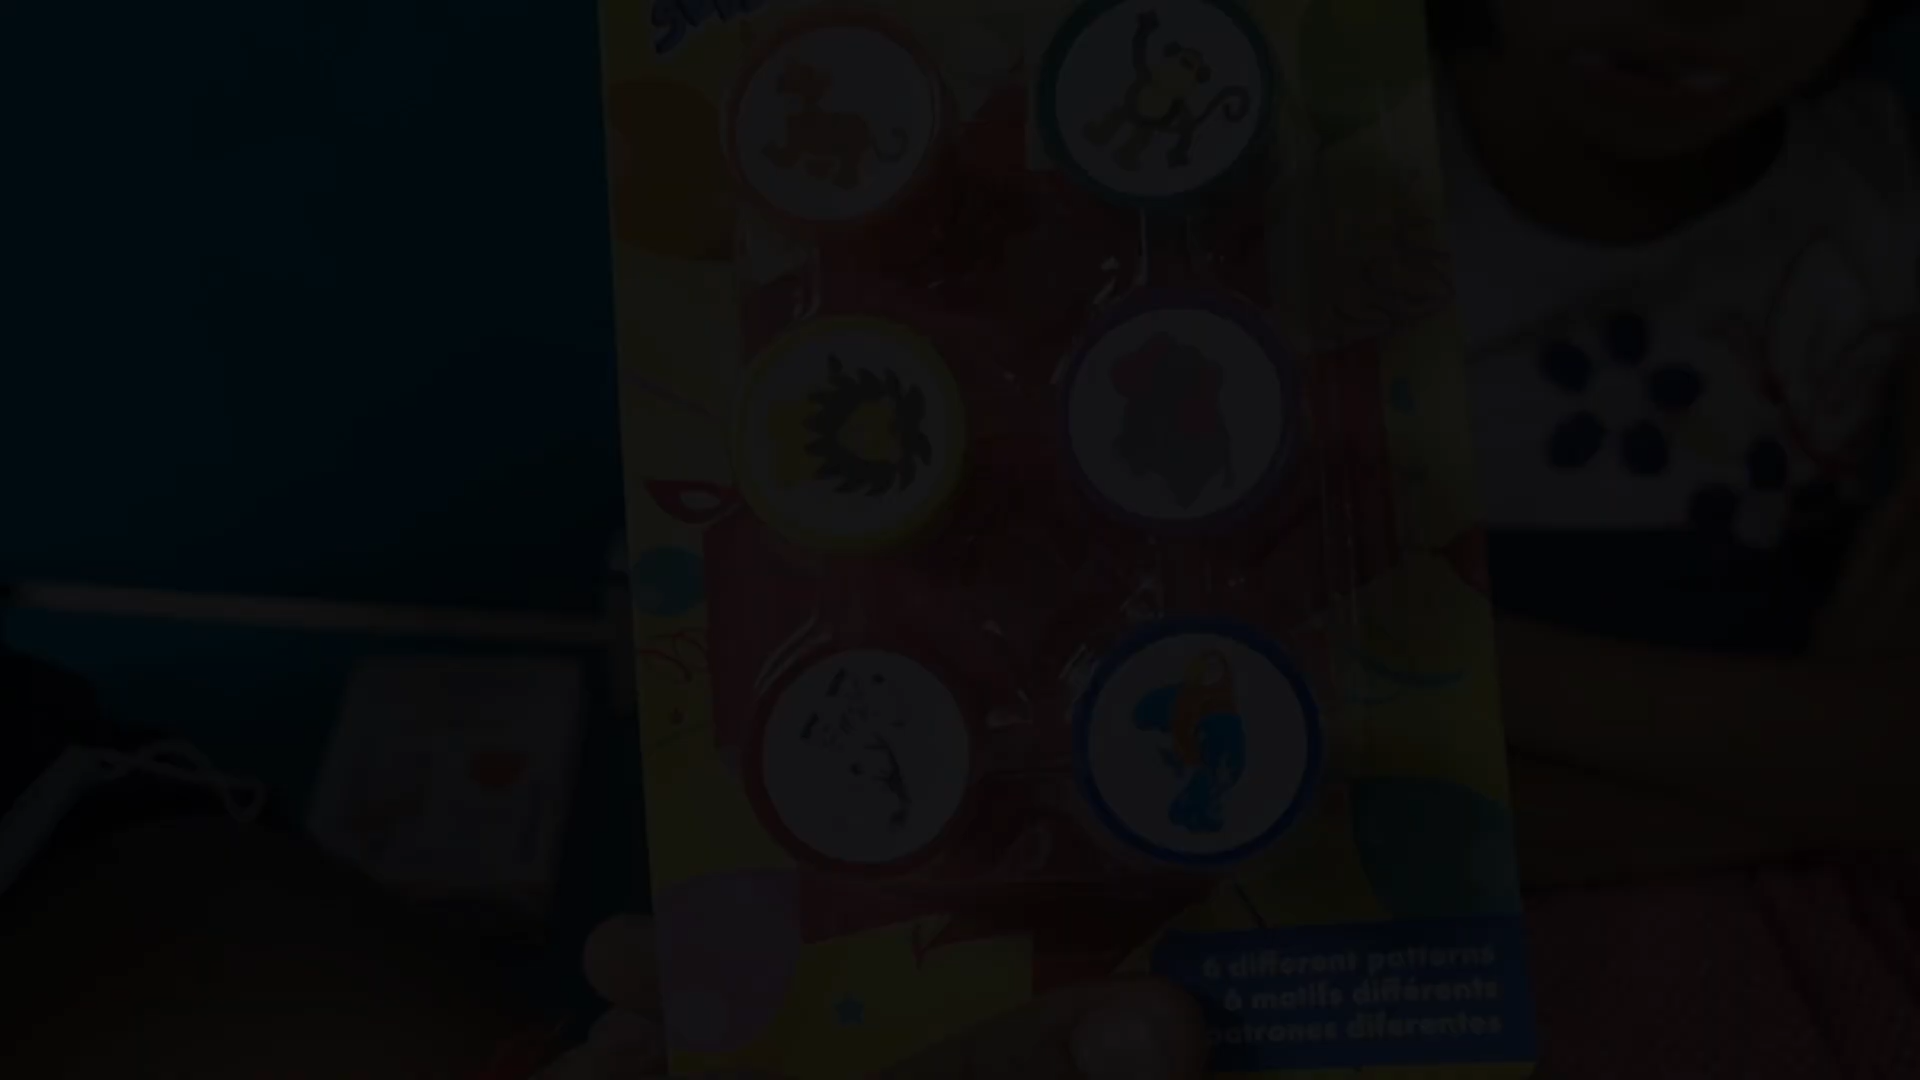 6 different patterns
6 motifs différents
patrones diferentes